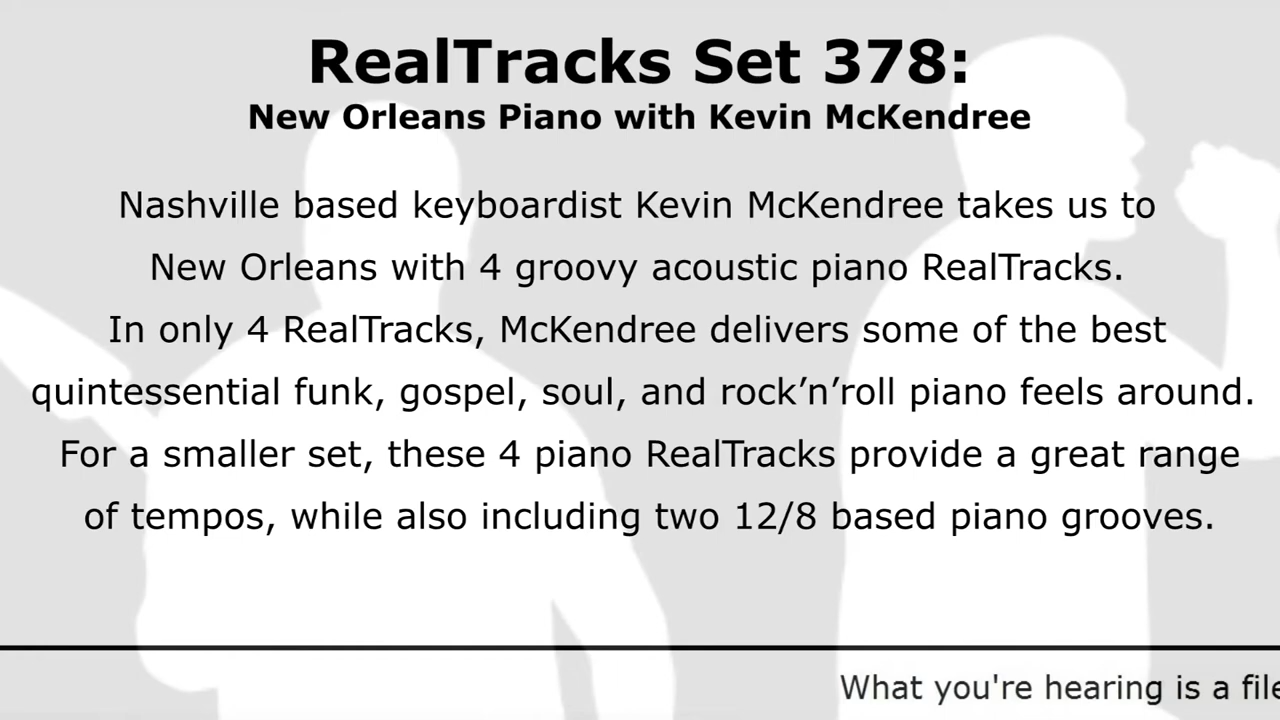 RealTracks Set 378:
New Orleans Piano with Kevin McKendree
Nashville based keyboardist Kevin McKendree takes us to
New Orleans with 4 groovy acoustic piano RealTracks.
In only 4 RealTracks, McKendree delivers some of the best
quintessential funk, gospel, soul, and rock’n’roll piano feels around.
For a smaller set, these 4 piano RealTracks provide a great range
of tempos, while also including two 12/8 based piano grooves.
What you're hearing is a file